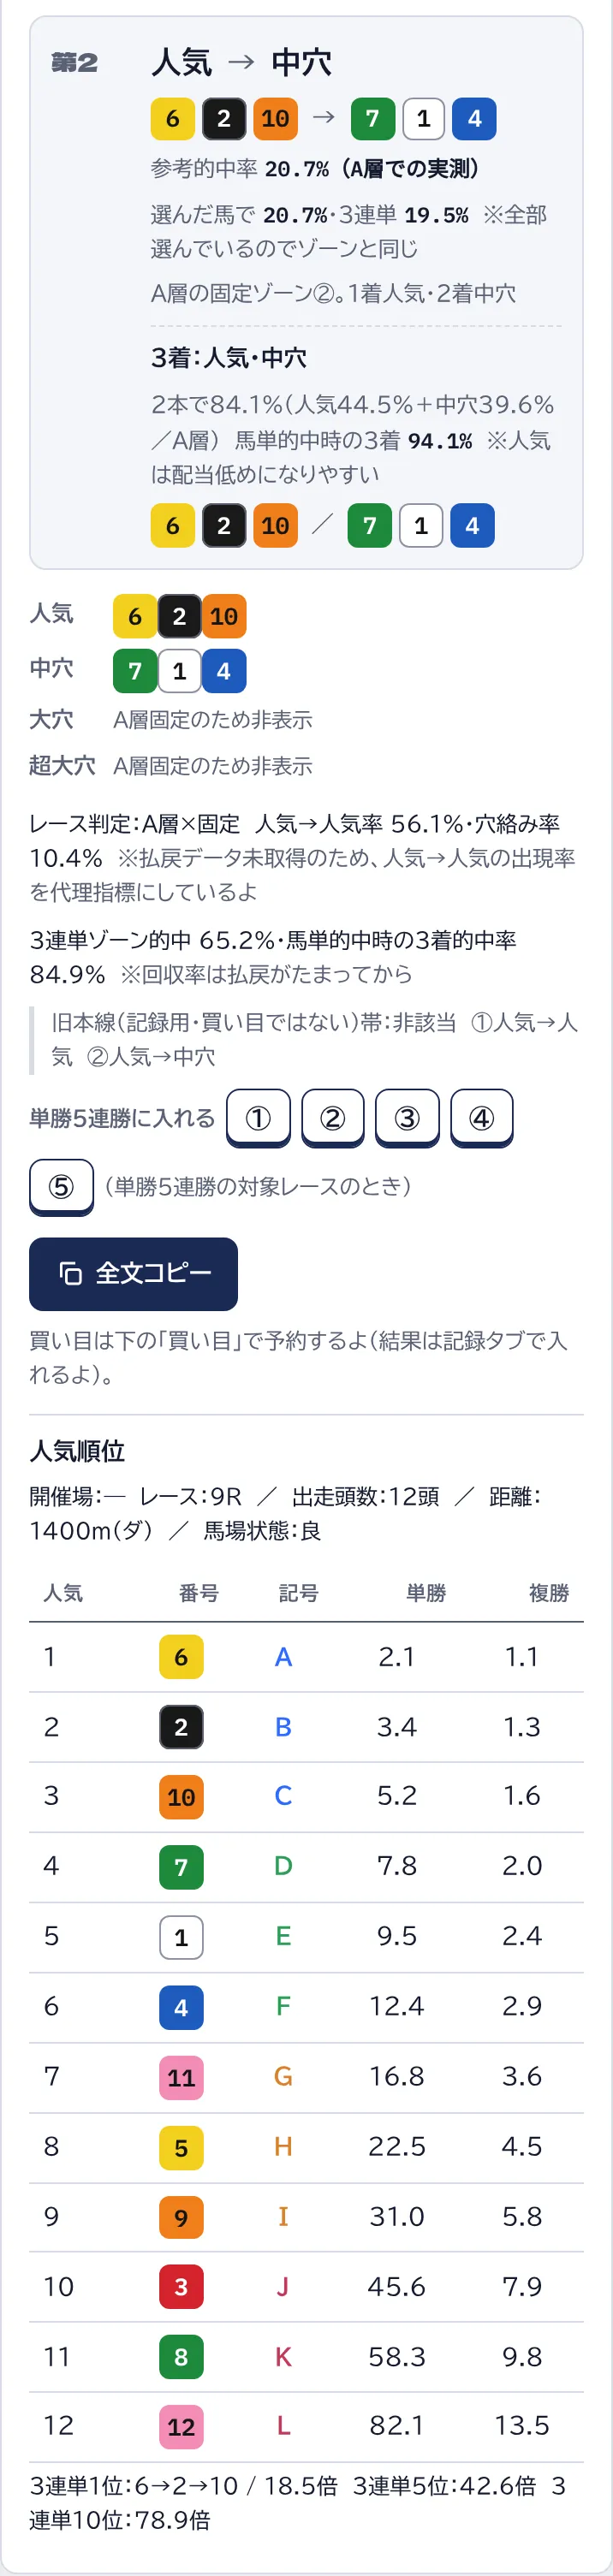 第2 人気 → 中穴
6 2 10 → 7 1 4
参考的中率 20.7%（A層での実測）
選んだ馬で 20.7%・3連単 19.5% ※全部
選んでいるのでゾーンと同じ
A層の固定ゾーン②。1着人気・2着中穴
3着：人気・中穴
2本で84.1%（人気44.5%＋中穴39.6%
／A層） 馬単的中時の3着 94.1% ※人気
は配当低めになりやすい
6 2 10 ／ 7 1 4
人気 6 2 10
中穴 7 1 4
大穴 A層固定のため非表示
超大穴 A層固定のため非表示
レース判定：A層×固定 人気→人気率 56.1%・穴絡み率
10.4% ※払戻データ未取得のため、人気→人気の出現率
を代理指標にしているよ
3連単ゾーン的中 65.2%・馬単的中時の3着的中率
84.9% ※回収率は払戻がたまってから
旧本線（記録用・買い目ではない）帯：非該当 ①人気→人
気 ②人気→中穴
単勝5連勝に入れる ① ② ③ ④
⑤ （単勝5連勝の対象レースのとき）
全文コピー
買い目は下の「買い目」で予約するよ（結果は記録タブで入
れるよ）。
人気順位
開催場：— レース：9R ／ 出走頭数：12頭 ／ 距離：
1400m（ダ） ／ 馬場状態：良
人気 番号 記号 単勝 複勝
1 6 A 2.1 1.1
2 2 B 3.4 1.3
3 10 C 5.2 1.6
4 7 D 7.8 2.0
5 1 E 9.5 2.4
6 4 F 12.4 2.9
7 11 G 16.8 3.6
8 5 H 22.5 4.5
9 9 I 31.0 5.8
10 3 J 45.6 7.9
11 8 K 58.3 9.8
12 12 L 82.1 13.5
3連単1位：6→2→10 / 18.5倍 3連単5位：42.6倍 3
連単10位：78.9倍